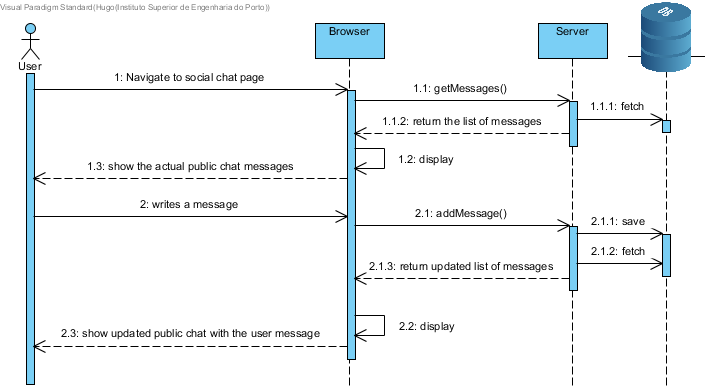 Visual Paradigm Standard(Hugo(Instituto Superior de Engenharia do Porto))
Browser
Server
DB
User
1: Navigate to social chat page
1.1: getMessages()
1.1.1: fetch
1.1.2: return the list of messages
1.2: display
1.3: show the actual public chat messages
2: writes a message
2.1: addMessage()
2.1.1: save
2.1.2: fetch
2.1.3: return updated list of messages
2.2: display
2.3: show updated public chat with the user message